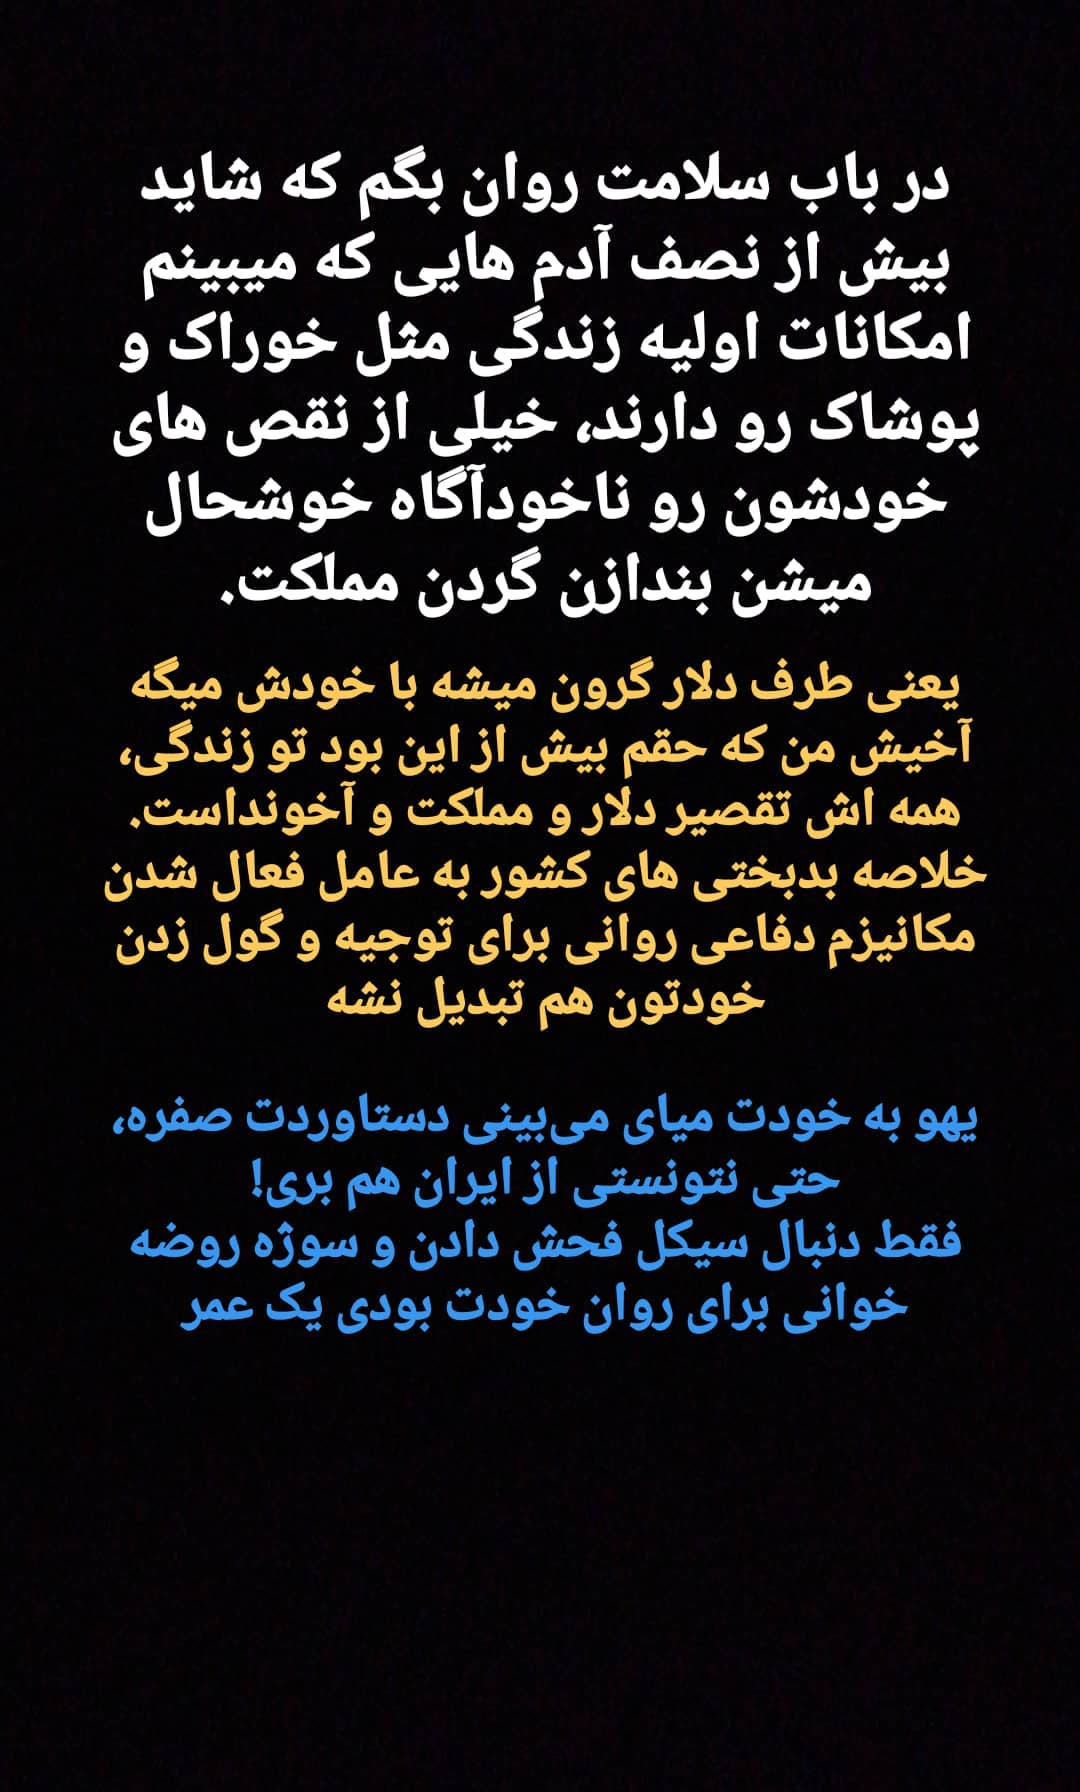 در باب سلامت روان بگم که شاید
بیش از نصف آدم هایی که میبینم
امکانات اولیه زندگی مثل خوراک و
پوشاک رو دارند، خیلی از نقص های
خودشون رو ناخودآگاه خوشحال
میشن بندازن گردن مملکت.
یعنی طرف دلار گرون میشه با خودش میگه
آخیش من که حقم بیش از این بود تو زندگی،
همه اش تقصیر دلار و مملکت و آخونداست.
خلاصه بدبختی های کشور به عامل فعال شدن
مکانیزم دفاعی روانی برای توجیه و گول زدن
خودتون هم تبدیل نشه
یهو به خودت میای می‌بینی دستاوردت صفره،
حتی نتونستی از ایران هم بری!
فقط دنبال سیکل فحش دادن و سوژه روضه
خوانی برای روان خودت بودی یک عمر